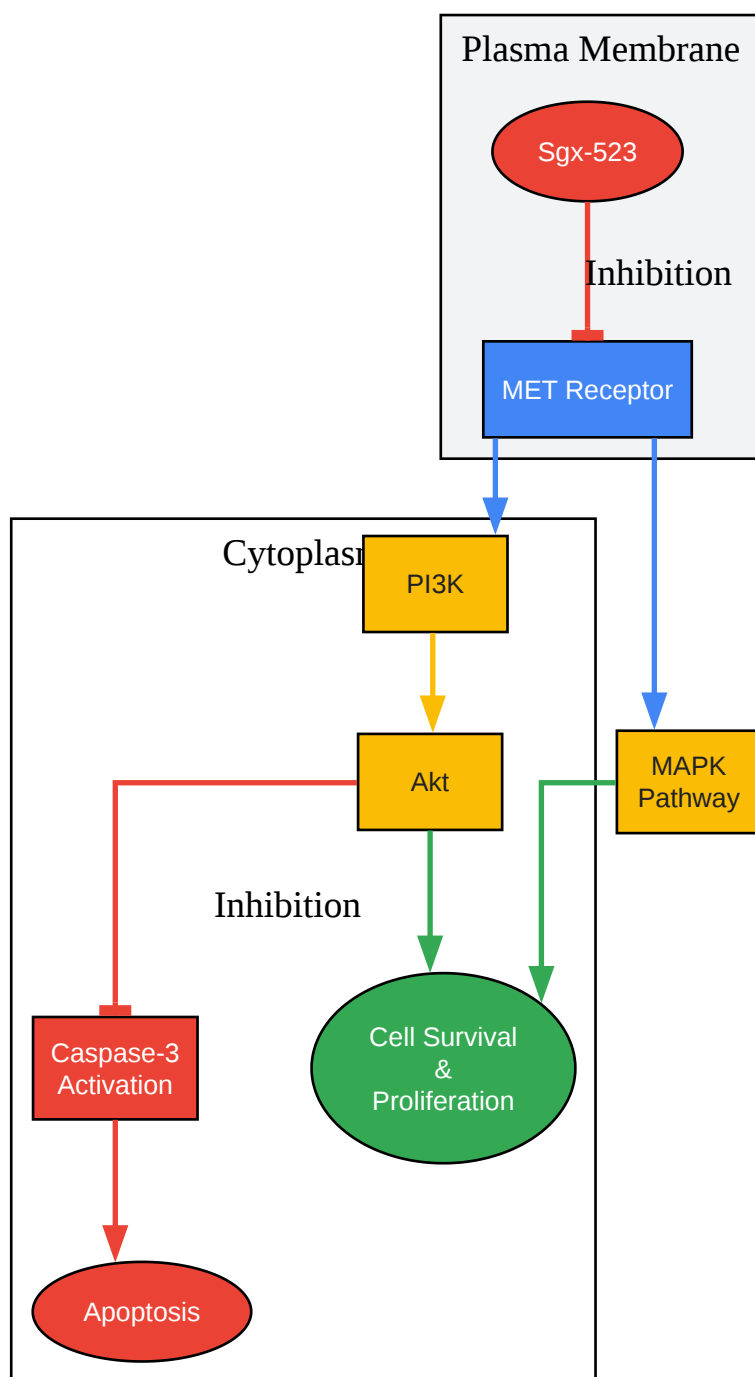 Plasma Membrane
Sgx-523
Inhibition
MET Receptor
Cytoplasm
PI3K
Akt
MAPK
Pathway
Inhibition
Caspase-3
Activation
Cell Survival
&
Proliferation
Apoptosis